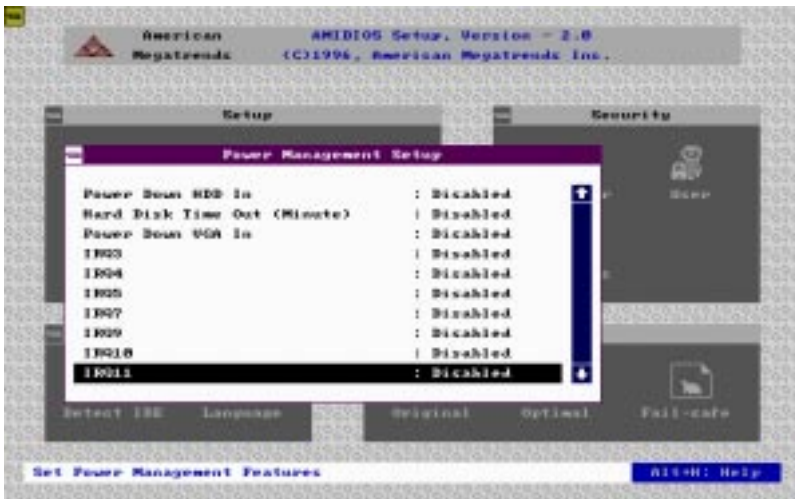 American
Megatrends
AMIBIOS Setup, Version - 2.0
(C)1996, American Megatrends Inc.
Setup
Security
Power Management Setup
Power Down HDD In : Disabled
Hard Disk Time Out (Minute) : Disabled
Power Down VGA In : Disabled
IRQ3 : Disabled
IRQ4 : Disabled
IRQ5 : Disabled
IRQ7 : Disabled
IRQ9 : Disabled
IRQ10 : Disabled
IRQ11 : Disabled
User
Detect IDE
Language
Original
Optimal
Fail-safe
Set Power Management Features
Alt+H: Help